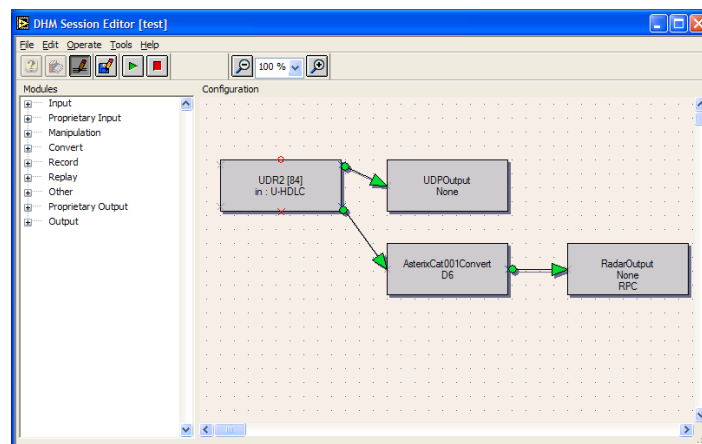 DHM Session Editor [test]
File Edit Operate Tools Help
100 %
Modules
Configuration
Input
Proprietary Input
Manipulation
Convert
Record
Replay
Other
Proprietary Output
Output
UDR2 [84]
in : U-HDLC
UDPOutput
None
AsterixCat001Convert
D6
RadarOutput
None
RPC